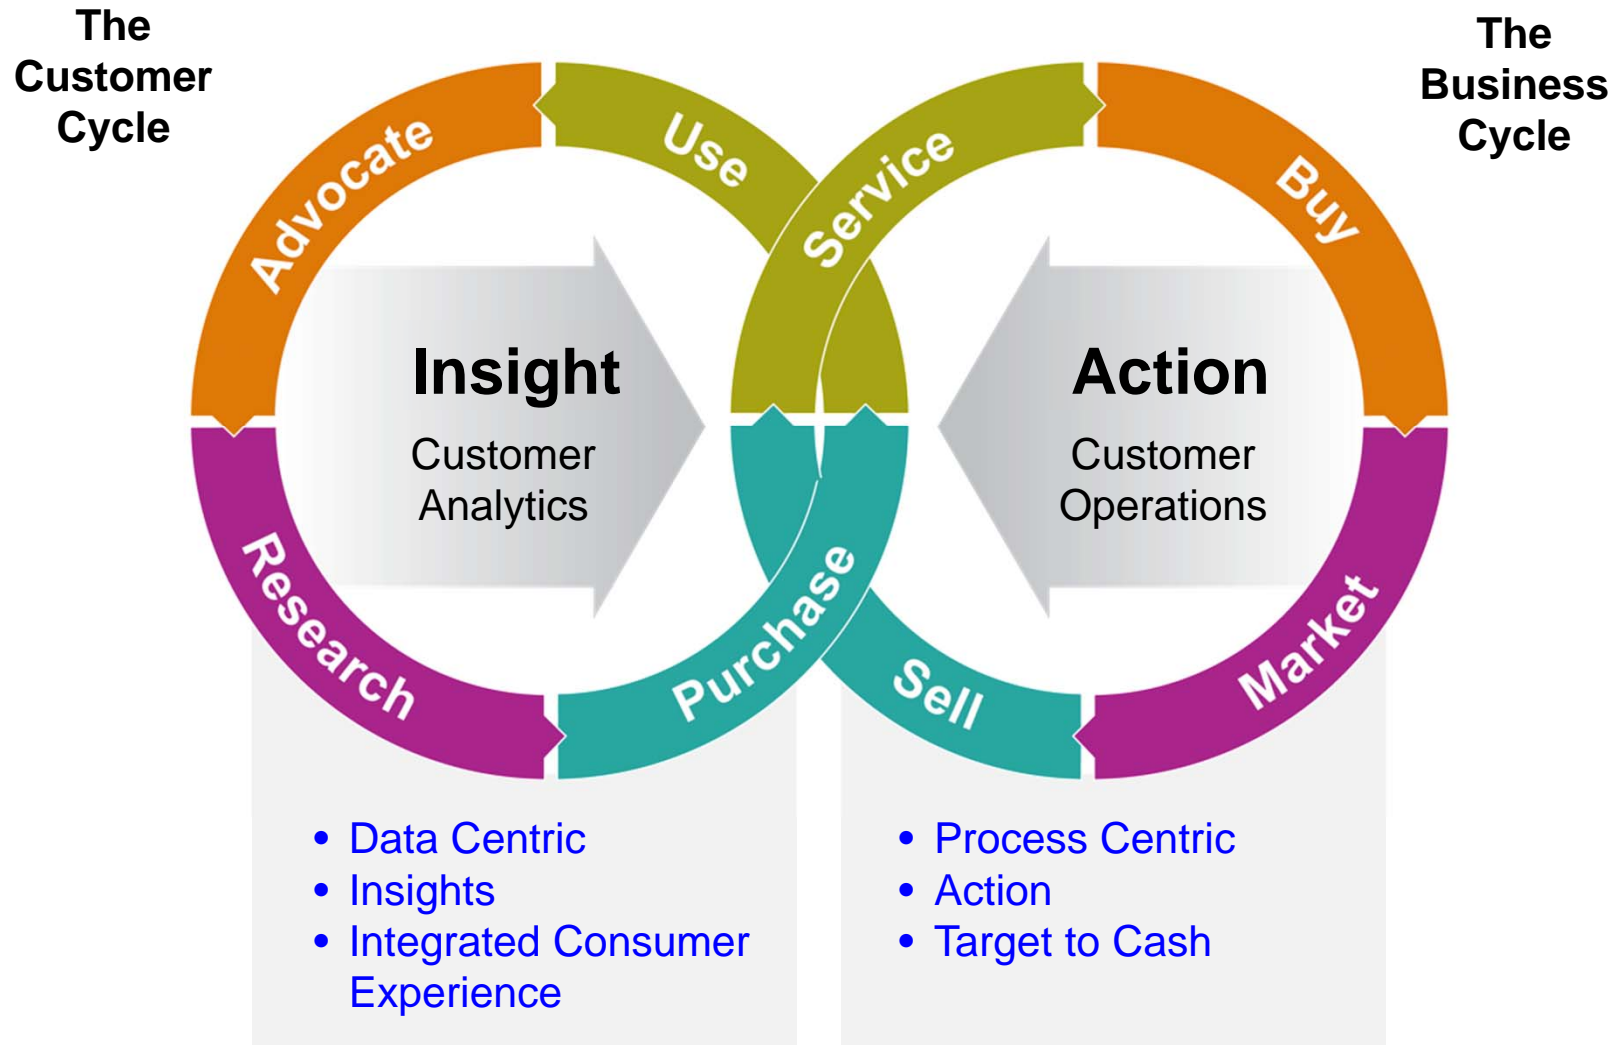 The
Customer
Cycle
The
Business
Cycle
Advocate
Use
Service
Buy
Insight
Customer
Analytics
Action
Customer
Operations
Research
Purchase
Sell
Market
• Data Centric
• Insights
• Integrated Consumer
Experience
• Process Centric
• Action
• Target to Cash